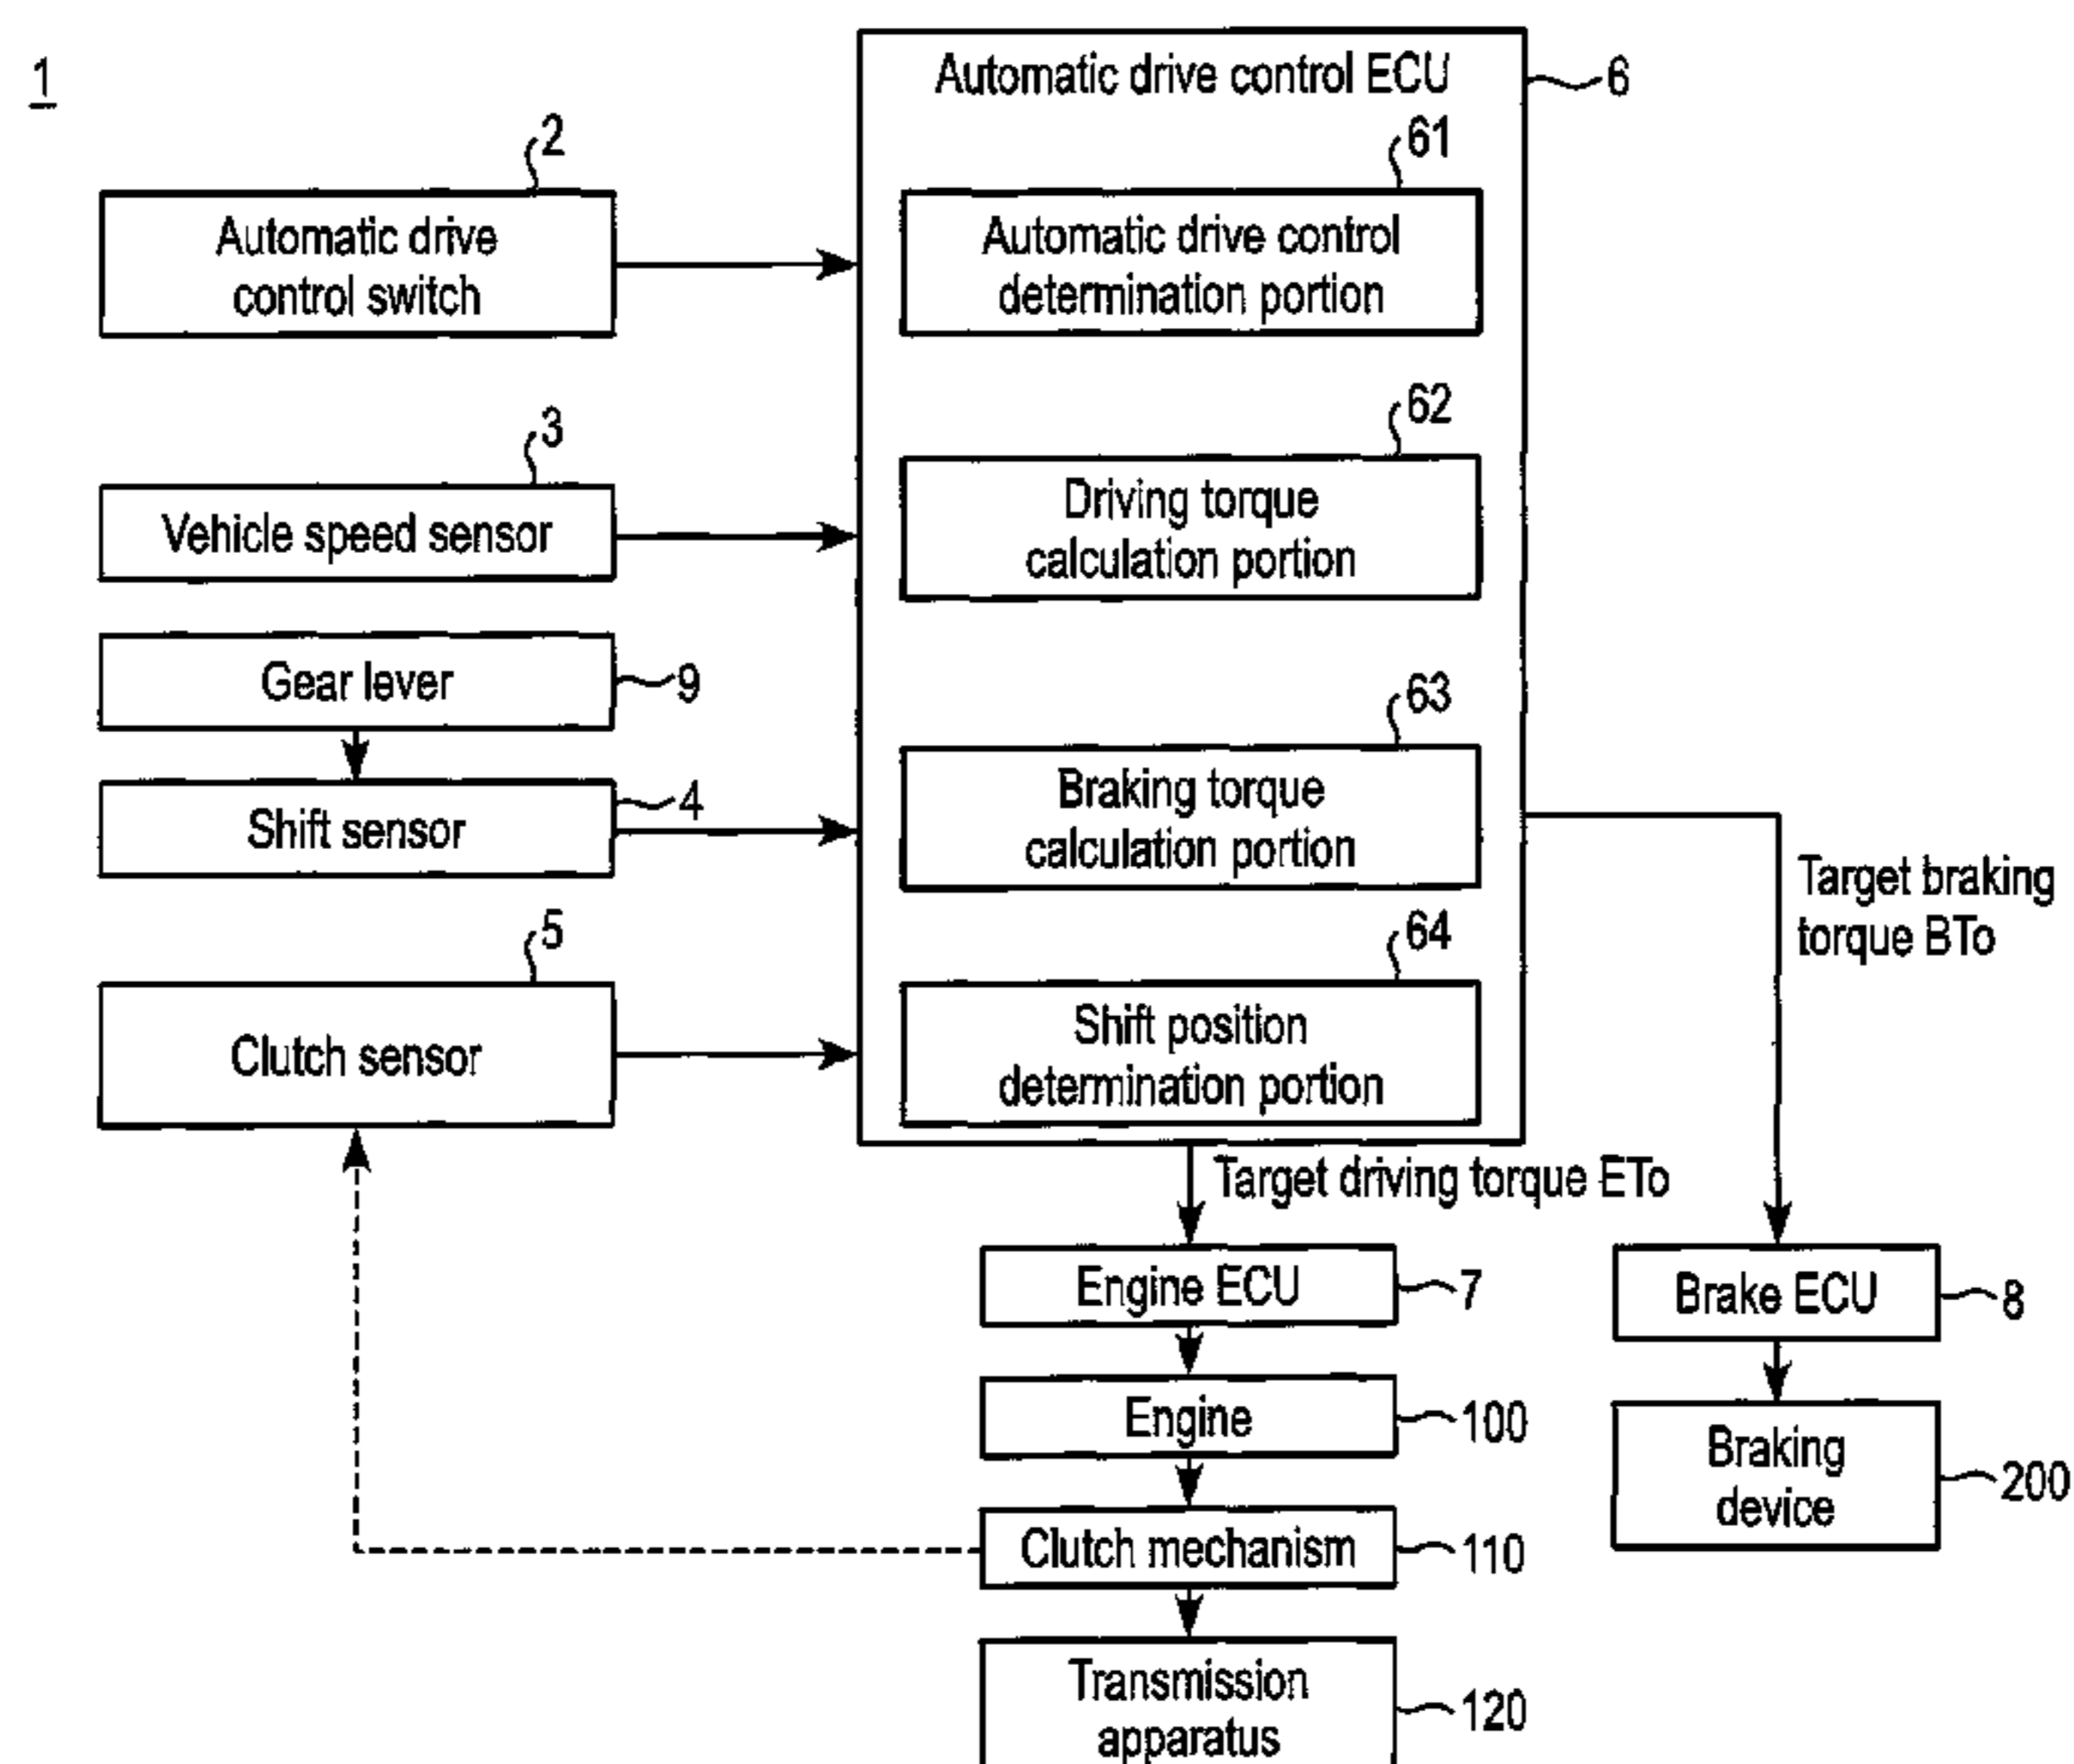 1
Automatic drive control ECU
6
2
Automatic drive
control switch
61
Automatic drive control
determination portion
3
Vehicle speed sensor
62
Driving torque
calculation portion
Gear lever
9
Shift sensor
4
63
Braking torque
calculation portion
Target braking
torque BTo
5
Clutch sensor
64
Shift position
determination portion
Target driving torque ETo
Engine ECU
7
Brake ECU
8
Engine
100
Braking
device
200
Clutch mechanism
110
Transmission
apparatus
120